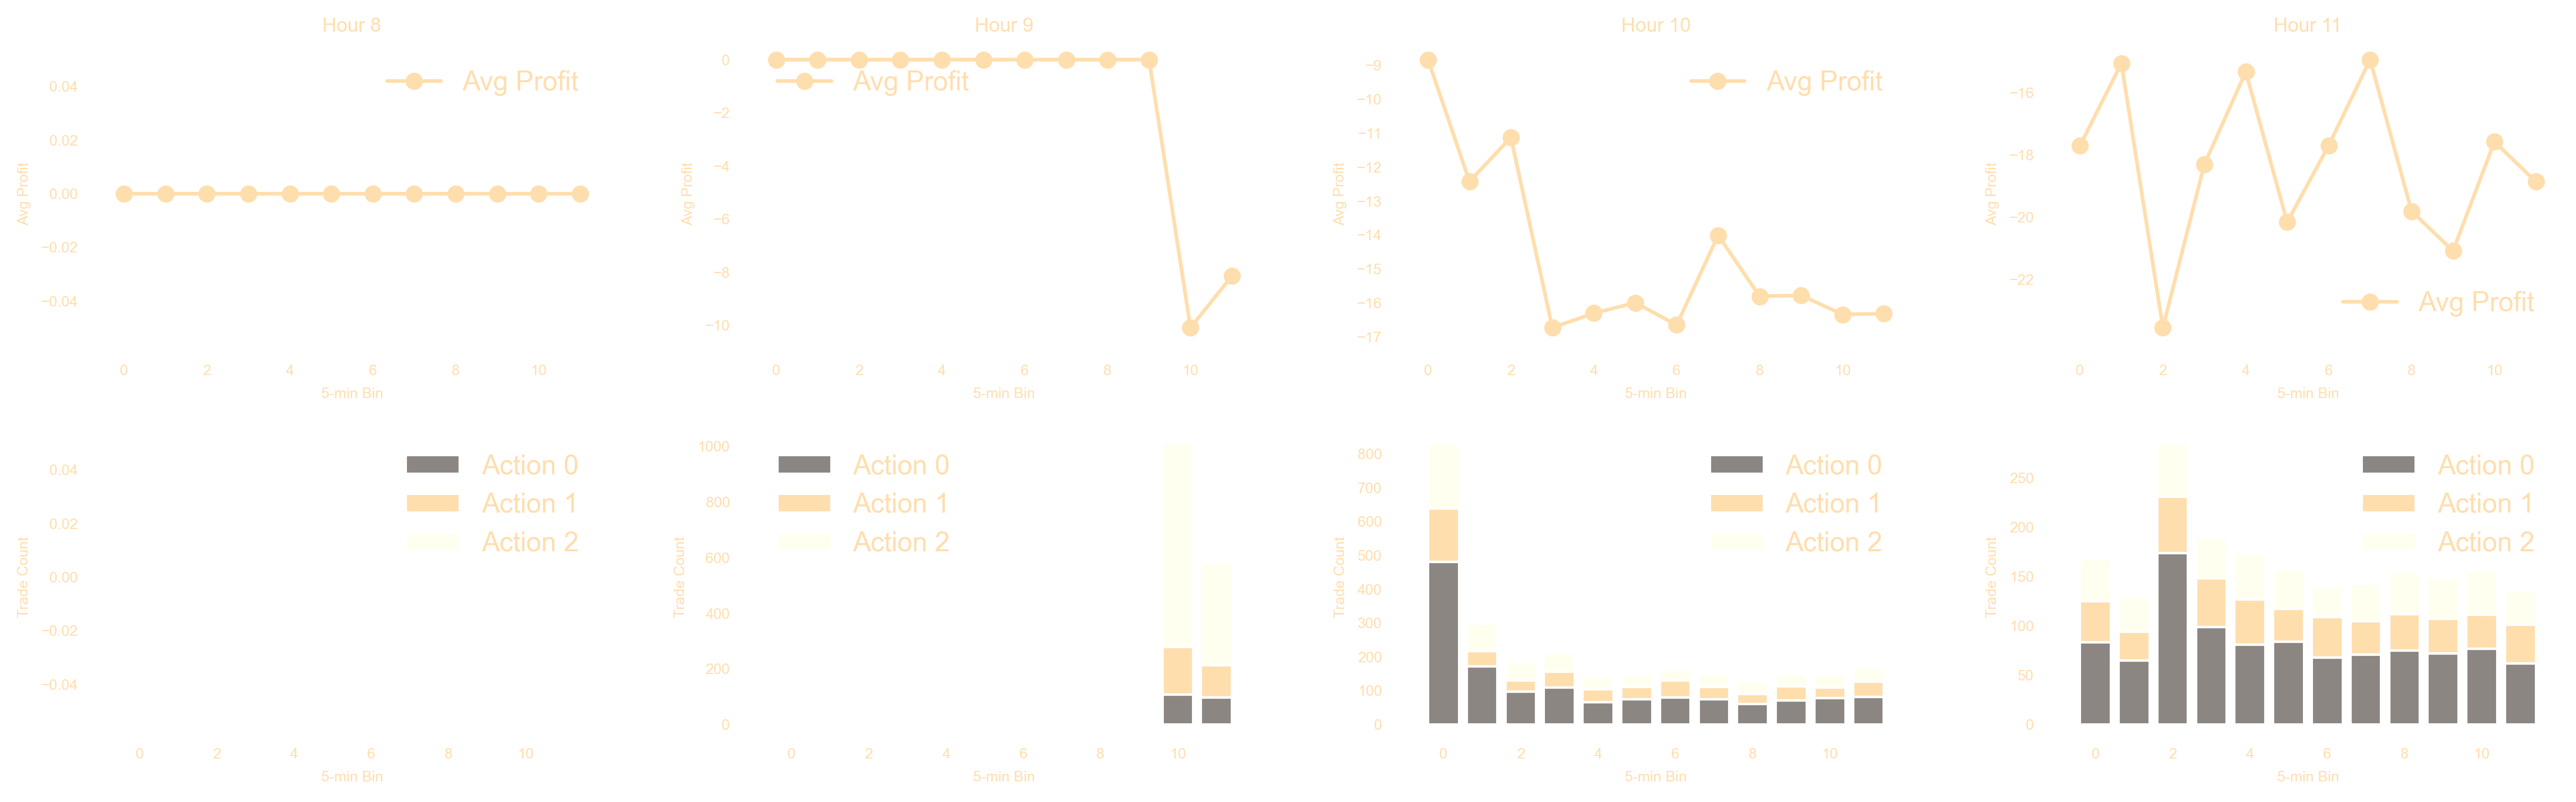 Hour 8
Avg Profit
0.04
0.02
0.00
−0.02
−0.04
Avg Profit
0 2 4 6 8 10
5-min Bin
Hour 9
Avg Profit
0
−2
−4
−6
−8
−10
Avg Profit
0 2 4 6 8 10
5-min Bin
Hour 10
Avg Profit
−9
−10
−11
−12
−13
−14
−15
−16
−17
Avg Profit
0 2 4 6 8 10
5-min Bin
Hour 11
Avg Profit
−16
−18
−20
−22
Avg Profit
0 2 4 6 8 10
5-min Bin
Trade Count
0.04
0.02
0.00
−0.02
−0.04
Action 0
Action 1
Action 2
0 2 4 6 8 10
5-min Bin
Trade Count
1000
800
600
400
200
0
Action 0
Action 1
Action 2
0 2 4 6 8 10
5-min Bin
Trade Count
800
700
600
500
400
300
200
100
0
Action 0
Action 1
Action 2
0 2 4 6 8 10
5-min Bin
Trade Count
250
200
150
100
50
0
Action 0
Action 1
Action 2
0 2 4 6 8 10
5-min Bin